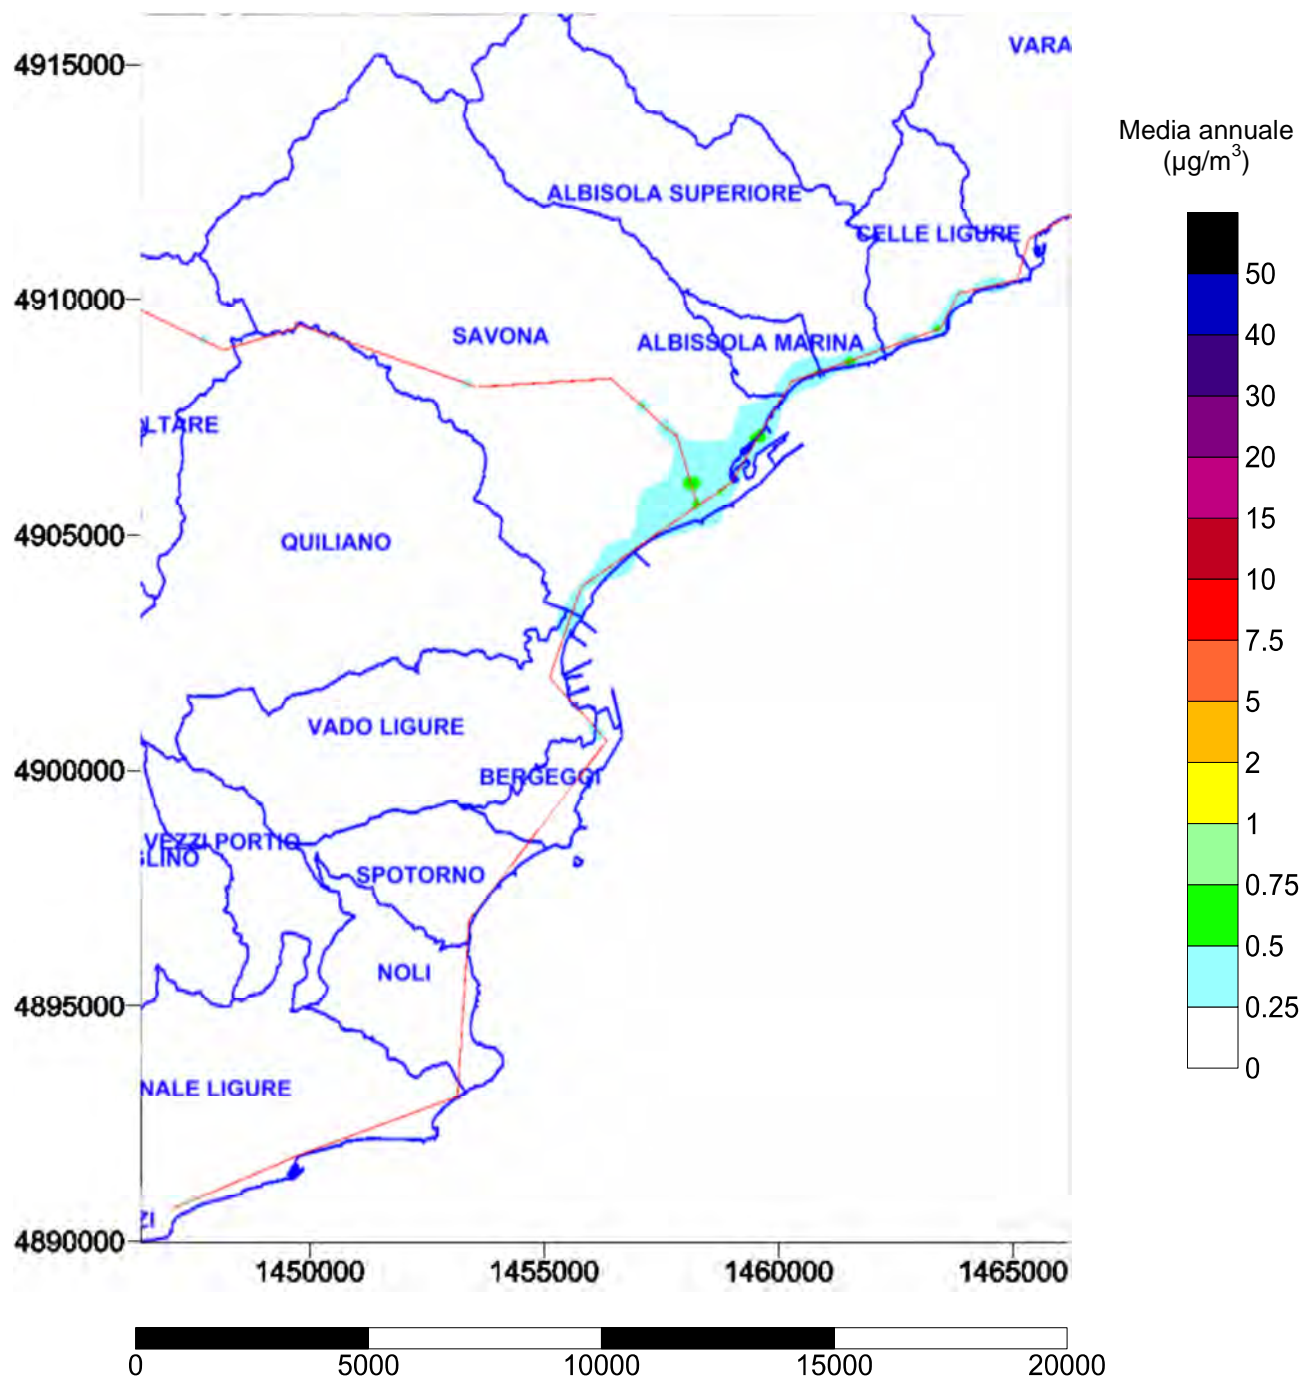 VARA
4915000
Media annuale
(µg/m³)
ALBISOLA SUPERIORE
CELLE LIGURE
50
4910000
SAVONA
ALBISSOLA MARINA
40
30
LTARE
20
15
4905000
QUILIANO
10
7.5
5
VADO LIGURE
2
4900000
BERGEGGI
1
VEZZI PORTIO
LINO
SPOTORNO
0.75
0.5
NOLI
4895000
0.25
0
NALE LIGURE
ZI
4890000
1450000 1455000 1460000 1465000
0 5000 10000 15000 20000